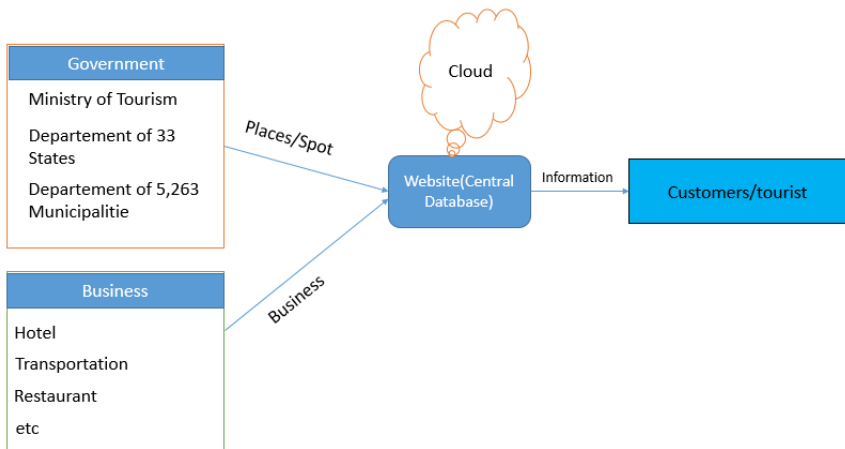 Government
Ministry of Tourism
Departement of 33
States
Departement of 5,263
Municipalitie
Places/Spot
Cloud
Website(Central
Database)
Information
Customers/tourist
Business
Business
Hotel
Transportation
Restaurant
etc